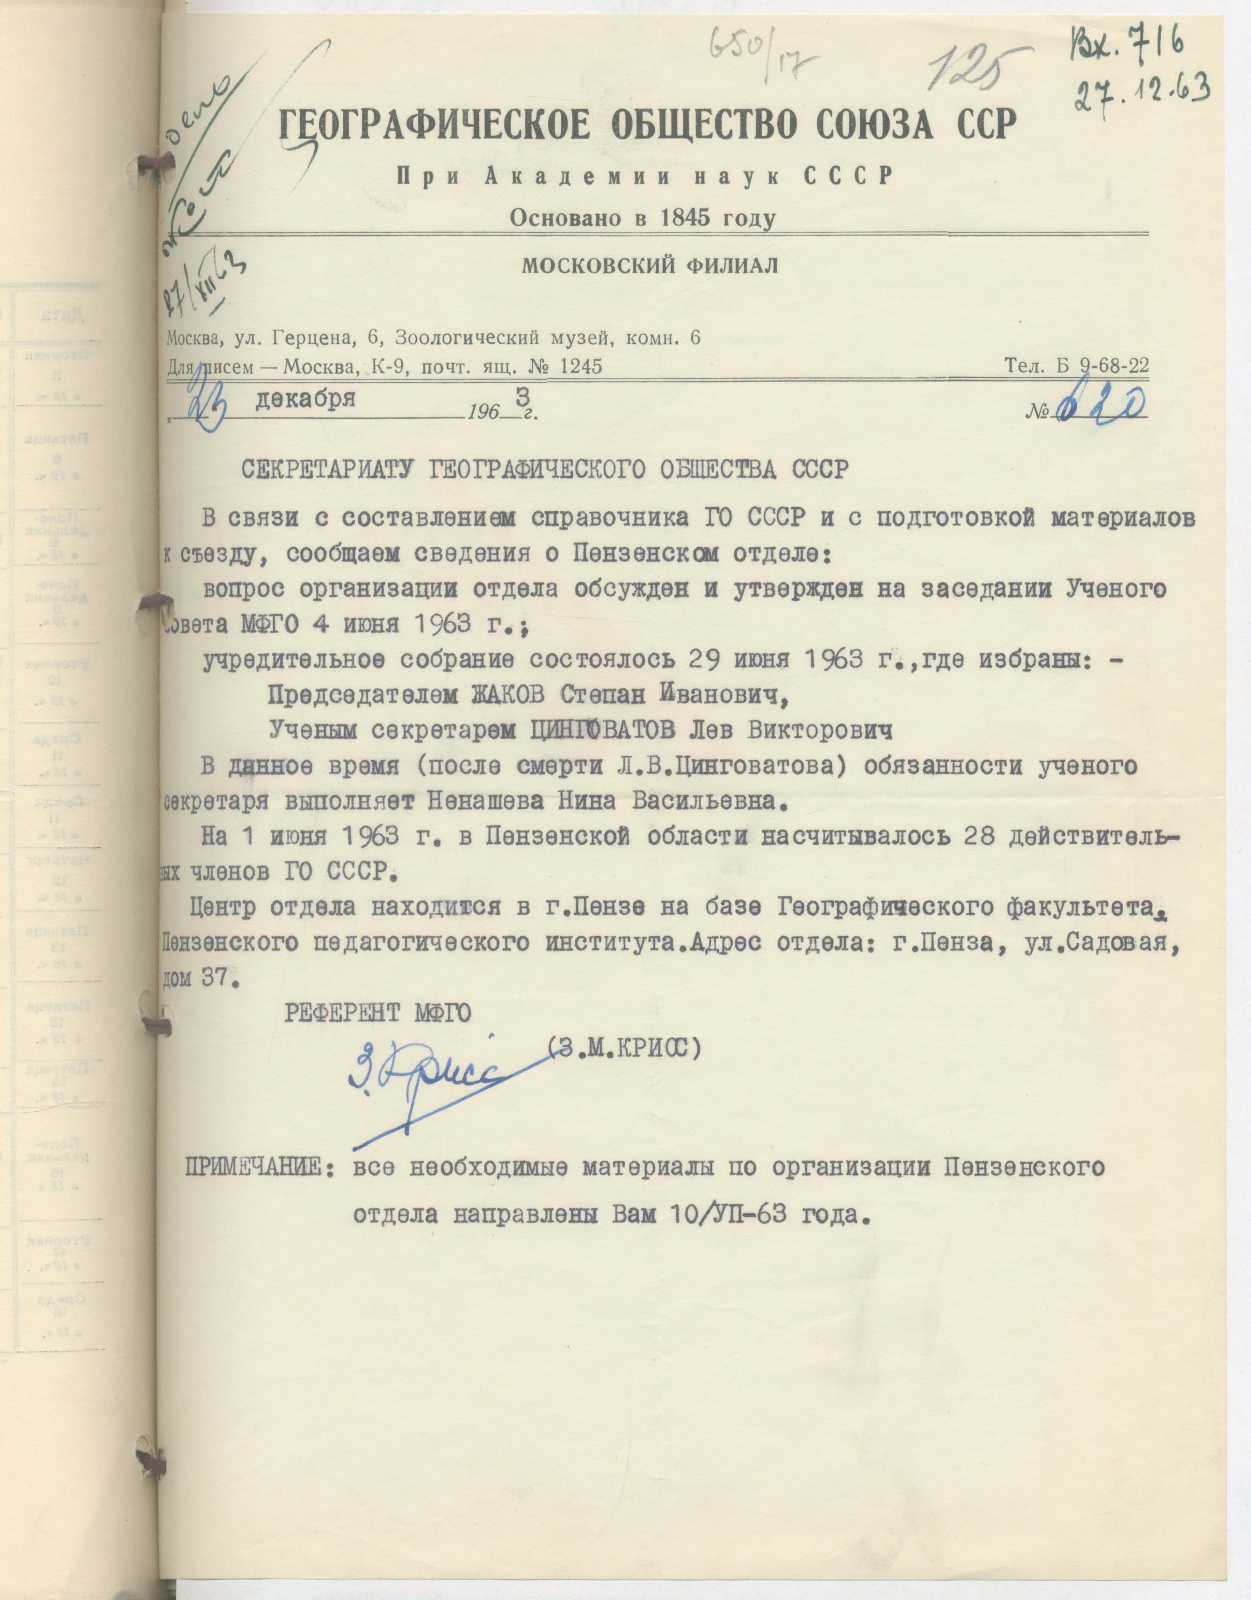 650/17
125
Вх. 716
27.12.63
ГЕОГРАФИЧЕСКОЕ ОБЩЕСТВО СОЮЗА ССР
При Академии наук СССР
Основано в 1845 году
МОСКОВСКИЙ ФИЛИАЛ
27/XII 63
Москва, ул. Герцена, 6, Зоологический музей, комн. 6
Для писем — Москва, К-9, почт. ящ. № 1245 Тел. Б 9-68-22
„ 23 декабря 1963 г. № 620
СЕКРЕТАРИАТУ ГЕОГРАФИЧЕСКОГО ОБЩЕСТВА СССР
В связи с составлением справочника ГО СССР и с подготовкой материалов
к съезду, сообщаем сведения о Пензенском отделе:
вопрос организации отдела обсужден и утвержден на заседании Ученого
Совета МФГО 4 июня 1963 г.;
учредительное собрание состоялось 29 июня 1963 г.,где избраны: -
Председателем ЖАКОВ Степан Иванович,
Ученым секретарем ЦИНГОВАТОВ Лев Викторович
В данное время (после смерти Л.В.Цинговатова) обязанности ученого
секретаря выполняет Ненашева Нина Васильевна.
На 1 июня 1963 г. в Пензенской области насчитывалось 28 действитель-
ных членов ГО СССР.
Центр отдела находится в г.Пензе на базе Географического факультета.
Пензенского педагогического института.Адрес отдела: г.Пенза, ул.Садовая,
дом 37.
РЕФЕРЕНТ МФГО
(З.М.КРИСС)
З.Крисс
ПРИМЕЧАНИЕ: все необходимые материалы по организации Пензенского
отдела направлены Вам 10/УП-63 года.